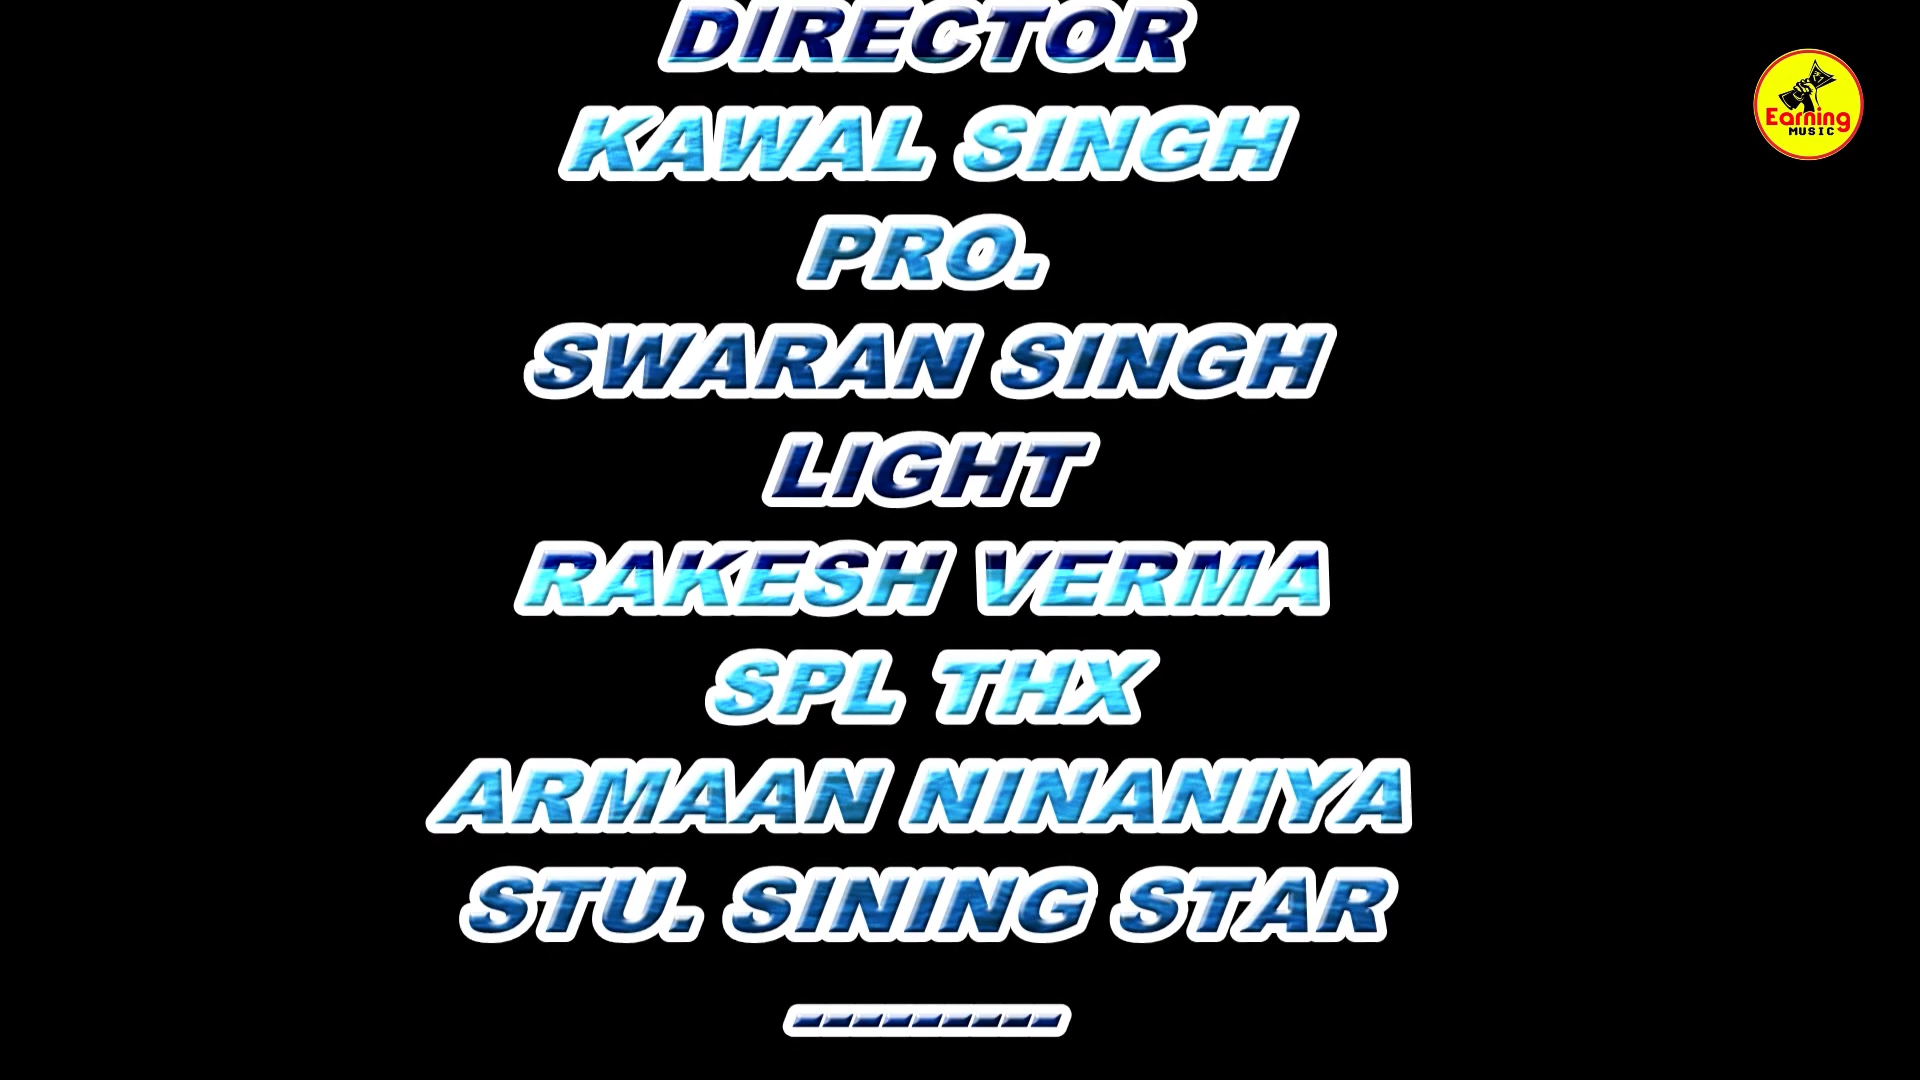 DIRECTOR
KAWAL SINGH
PRO.
SWARAN SINGH
LIGHT
RAKESH VERMA
SPL THX
ARMAAN NINANIYA
STU. SINING STAR
---------
Earning
MUSIC